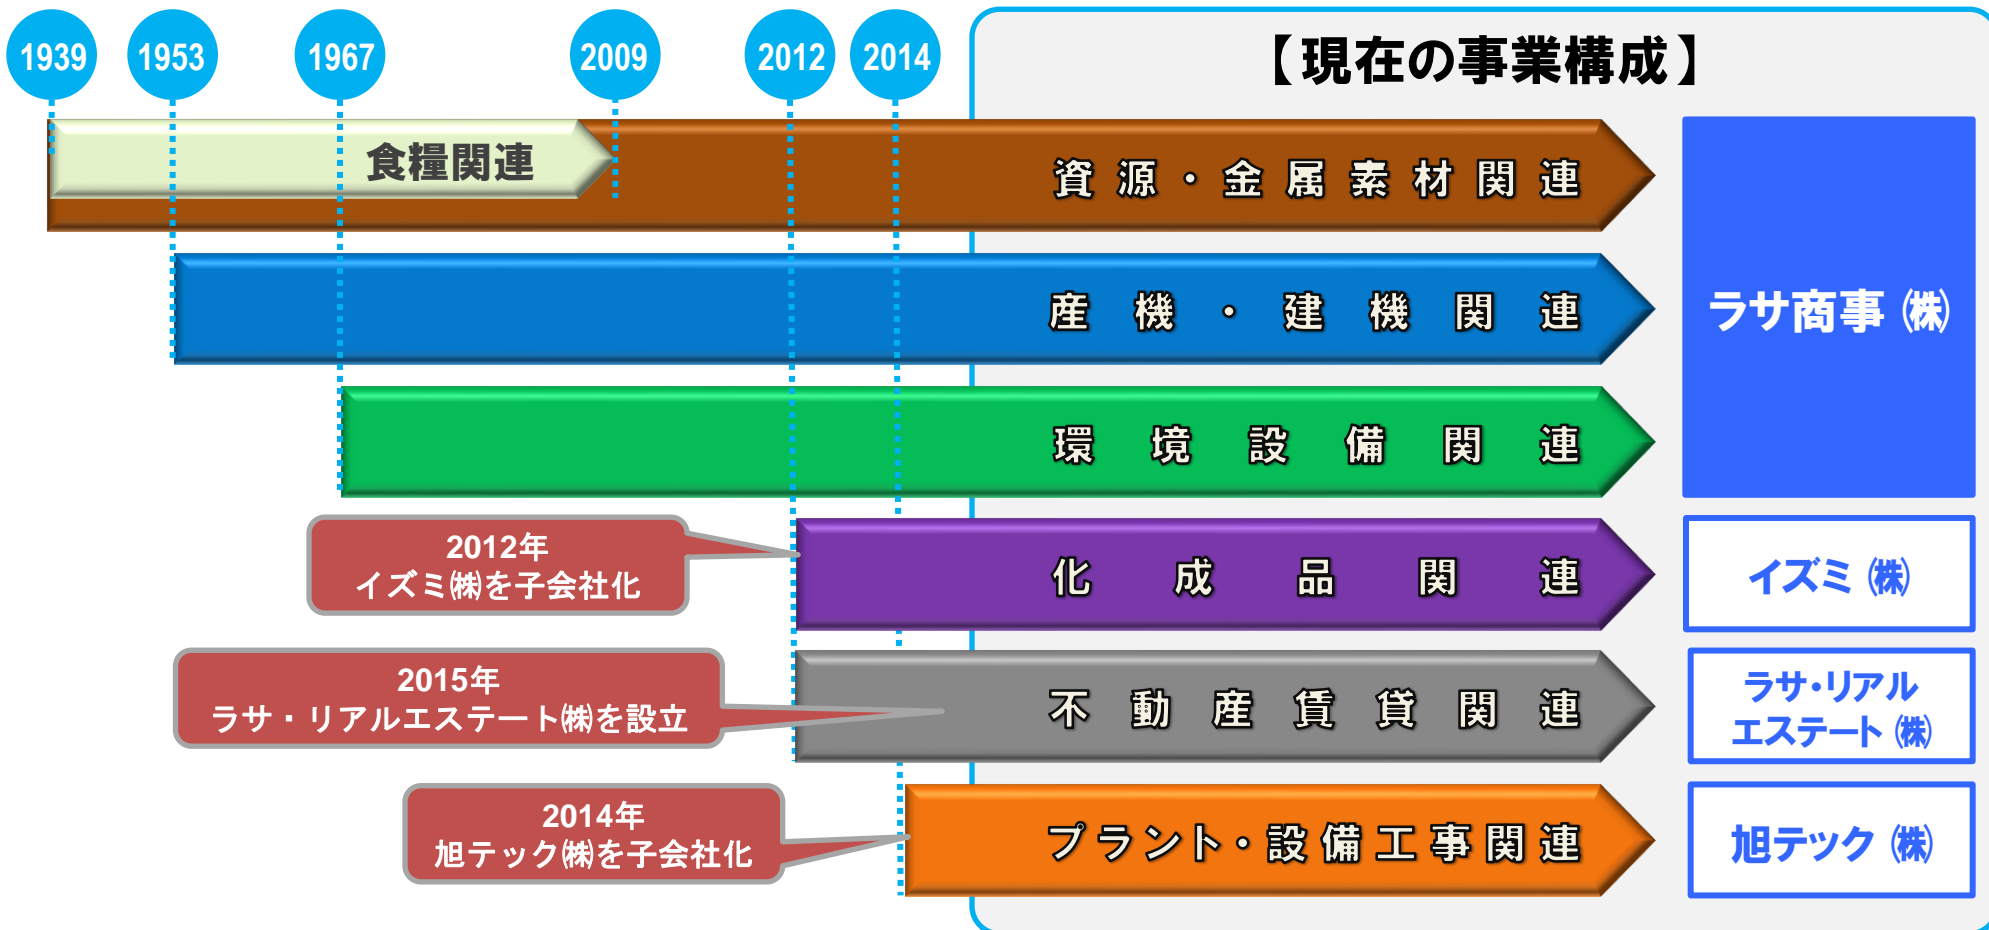 1939
1953
1967
2009
2012
2014
【現在の事業構成】
食糧関連
資源・金属素材関連
産機・建機関連
ラサ商事㈱
環境設備関連
2012年
イズミ㈱を子会社化
化成品関連
イズミ㈱
2015年
ラサ・リアルエステート㈱を設立
不動産賃貸関連
ラサ・リアル
エステート㈱
2014年
旭テック㈱を子会社化
プラント・設備工事関連
旭テック㈱